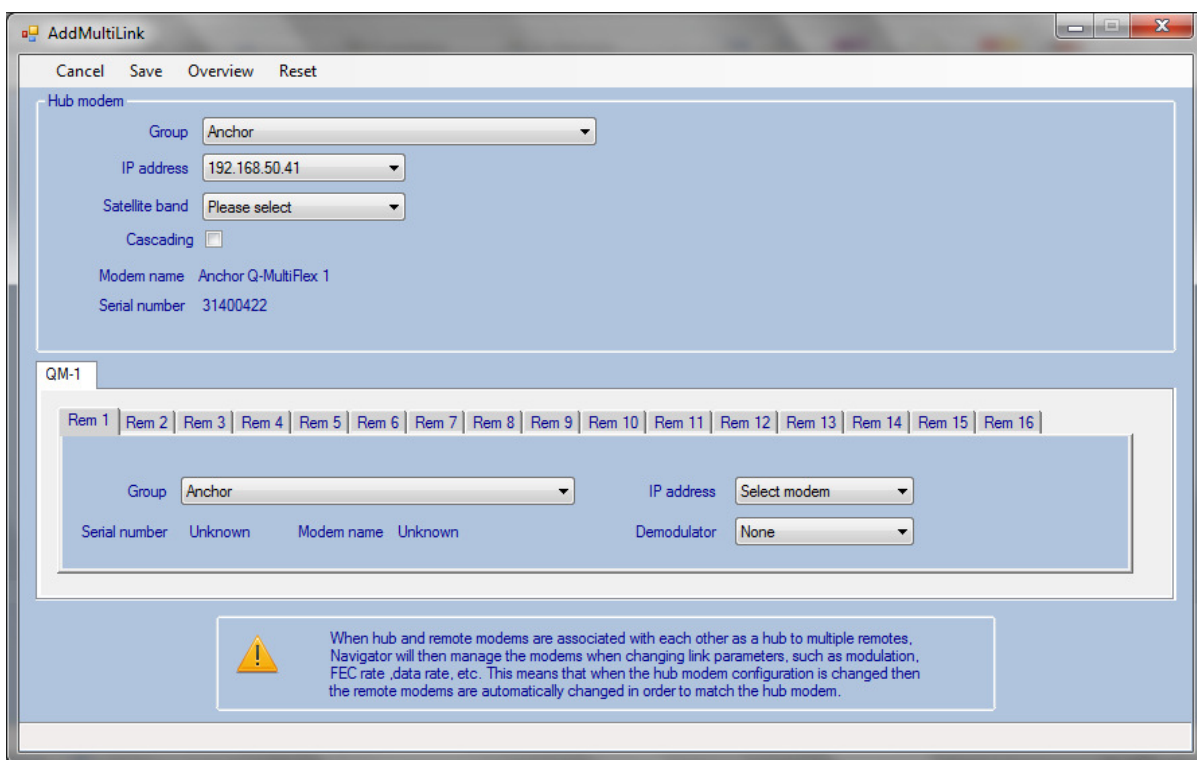 AddMultiLink
Cancel Save Overview Reset
Hub modem
Group Anchor
IP address 192.168.50.41
Satellite band Please select
Cascading
Modem name Anchor Q-MultiFlex 1
Serial number 31400422
QM-1
Rem 1 Rem 2 Rem 3 Rem 4 Rem 5 Rem 6 Rem 7 Rem 8 Rem 9 Rem 10 Rem 11 Rem 12 Rem 13 Rem 14 Rem 15 Rem 16
Group Anchor IP address Select modem
Serial number Unknown Modem name Unknown Demodulator None
When hub and remote modems are associated with each other as a hub to multiple remotes,
Navigator will then manage the modems when changing link parameters, such as modulation,
FEC rate ,data rate, etc. This means that when the hub modem configuration is changed then
the remote modems are automatically changed in order to match the hub modem.